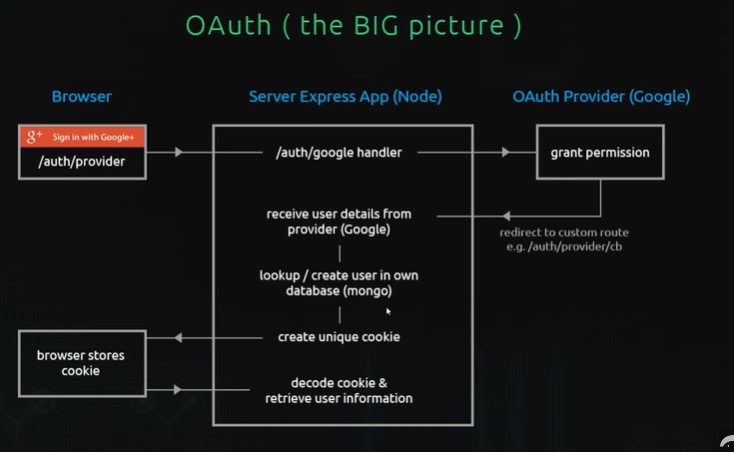 OAuth ( the BIG picture )
Browser
Server Express App (Node)
OAuth Provider (Google)
g+ Sign in with Google+
/auth/provider
/auth/google handler
grant permission
receive user details from
provider (Google)
redirect to custom route
e.g. /auth/provider/cb
lookup / create user in own
database (mongo)
create unique cookie
browser stores
cookie
decode cookie &
retrieve user information